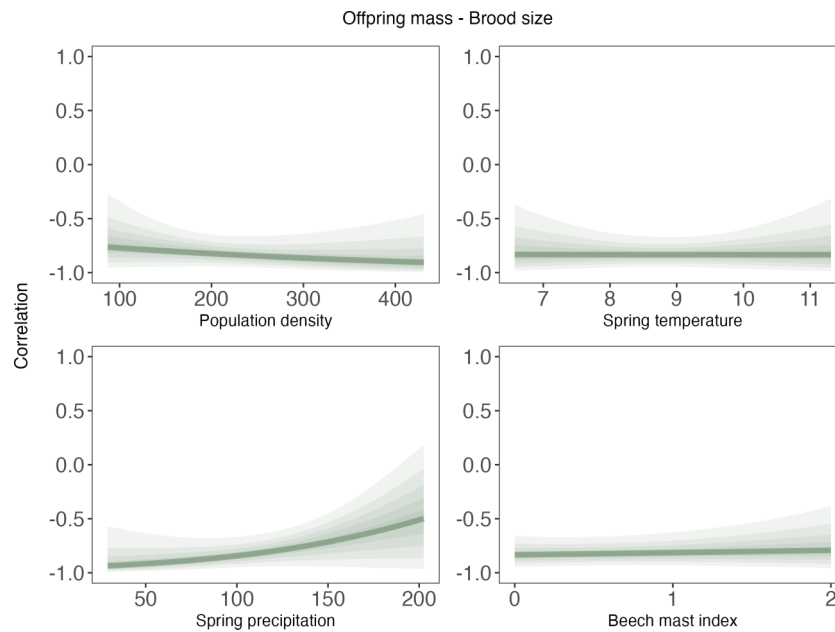 Offspring mass - Brood size
Correlation
1.0
0.5
0.0
-0.5
-1.0
100 200 300 400
Population density
1.0
0.5
0.0
-0.5
-1.0
7 8 9 10 11
Spring temperature
1.0
0.5
0.0
-0.5
-1.0
50 100 150 200
Spring precipitation
1.0
0.5
0.0
-0.5
-1.0
0 1 2
Beech mast index